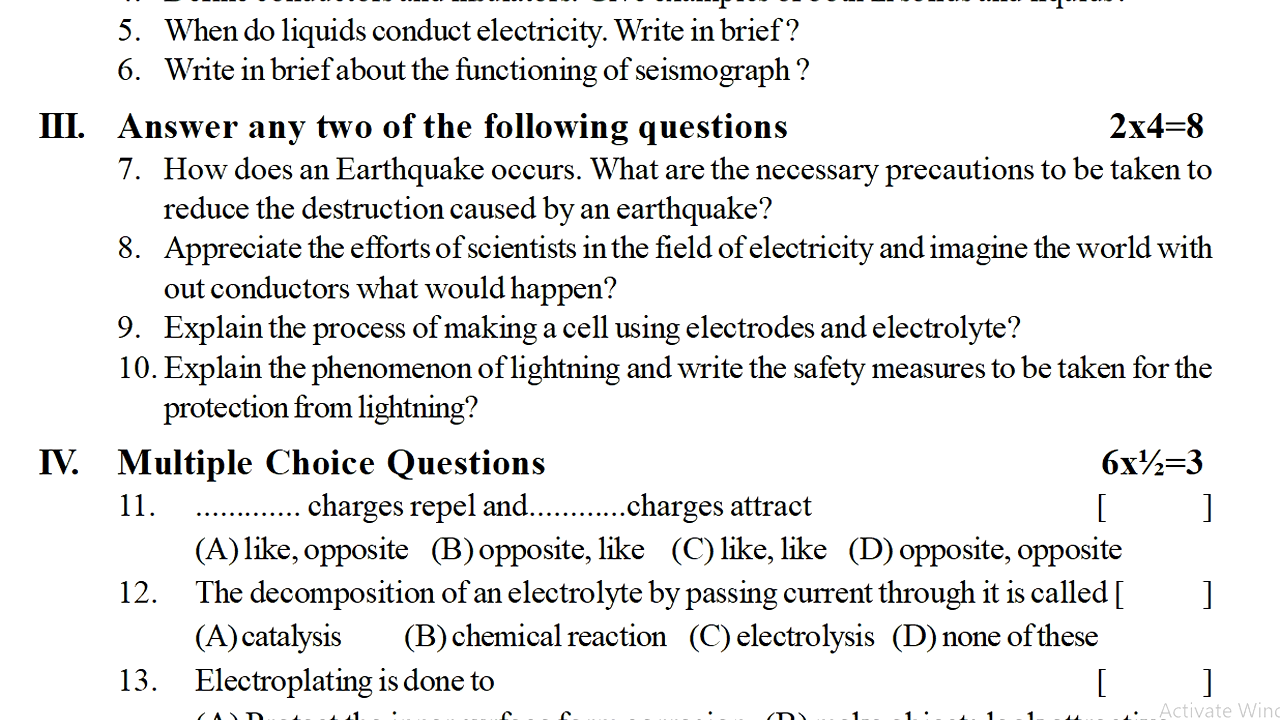 5. When do liquids conduct electricity. Write in brief ?
6. Write in brief about the functioning of seismograph ?
III. Answer any two of the following questions 2x4=8
7. How does an Earthquake occurs. What are the necessary precautions to be taken to
reduce the destruction caused by an earthquake?
8. Appreciate the efforts of scientists in the field of electricity and imagine the world with
out conductors what would happen?
9. Explain the process of making a cell using electrodes and electrolyte?
10. Explain the phenomenon of lightning and write the safety measures to be taken for the
protection from lightning?
IV. Multiple Choice Questions 6x½=3
11. ............. charges repel and............charges attract [ ]
(A) like, opposite (B) opposite, like (C) like, like (D) opposite, opposite
12. The decomposition of an electrolyte by passing current through it is called [ ]
(A) catalysis (B) chemical reaction (C) electrolysis (D) none of these
13. Electroplating is done to [ ]
Activate Wind